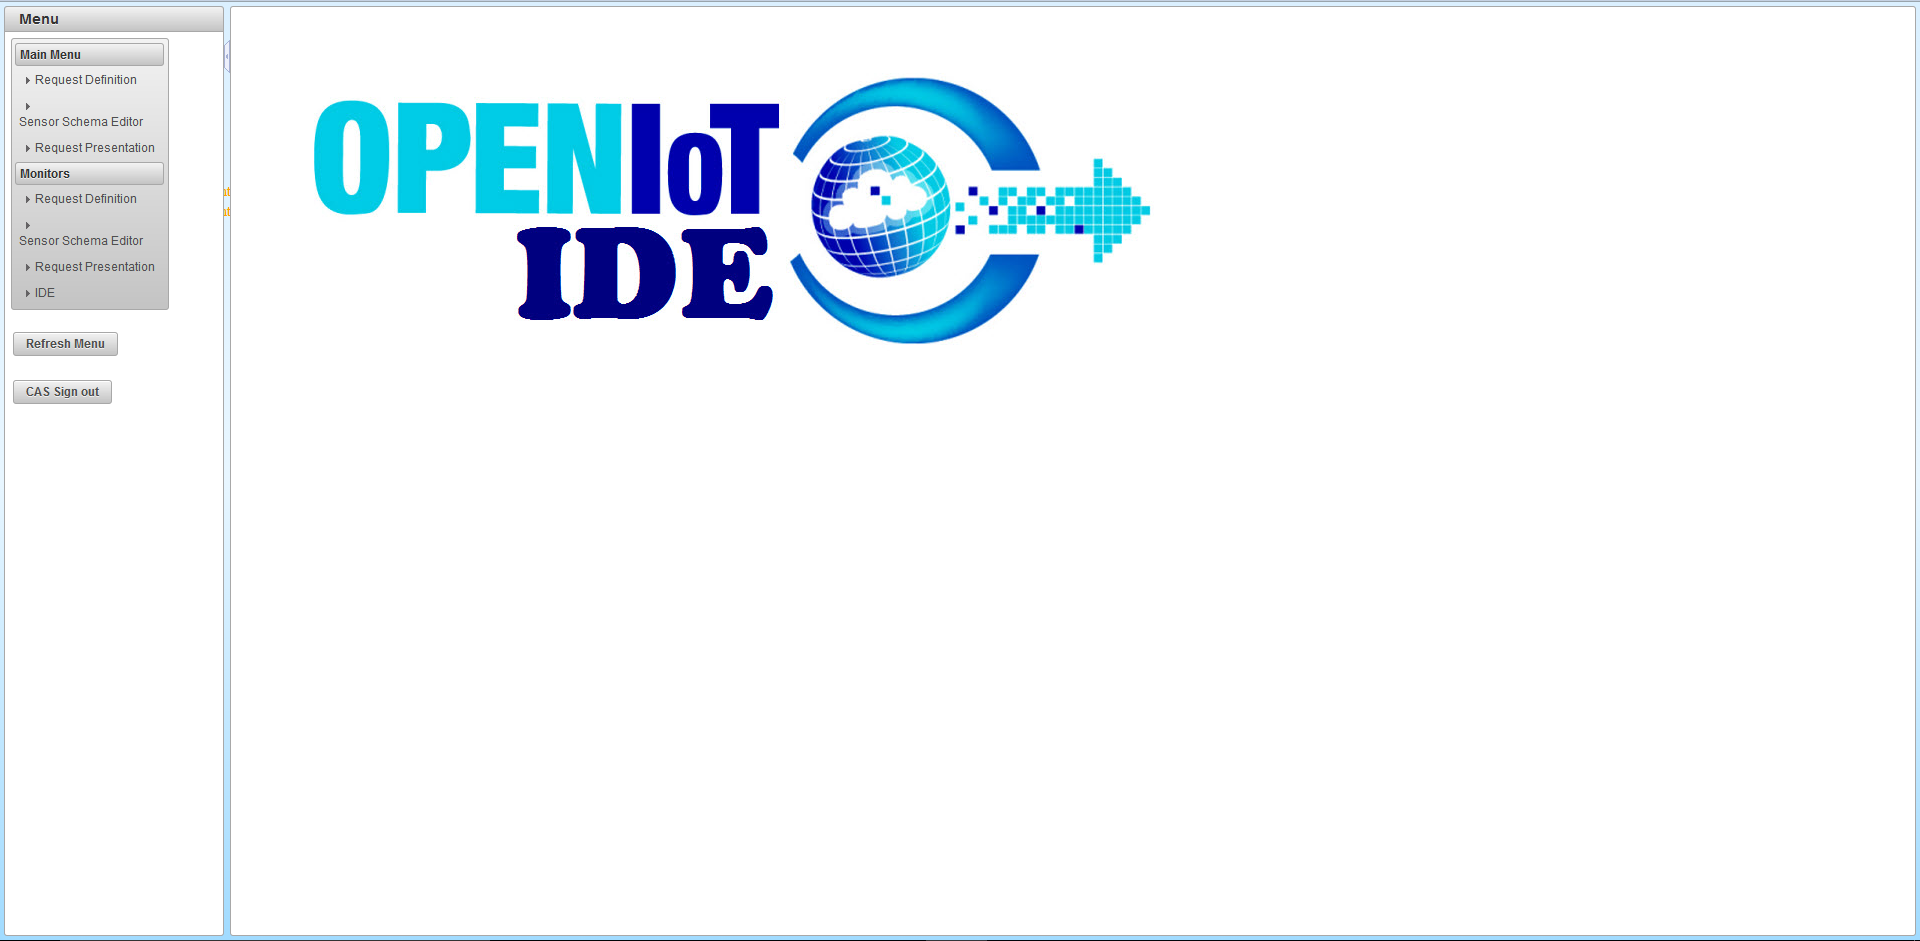 Menu
Main Menu
Request Definition
Sensor Schema Editor
Request Presentation
Monitors
Request Definition
Sensor Schema Editor
Request Presentation
IDE
Refresh Menu
CAS Sign out
OPENIoT
IDE